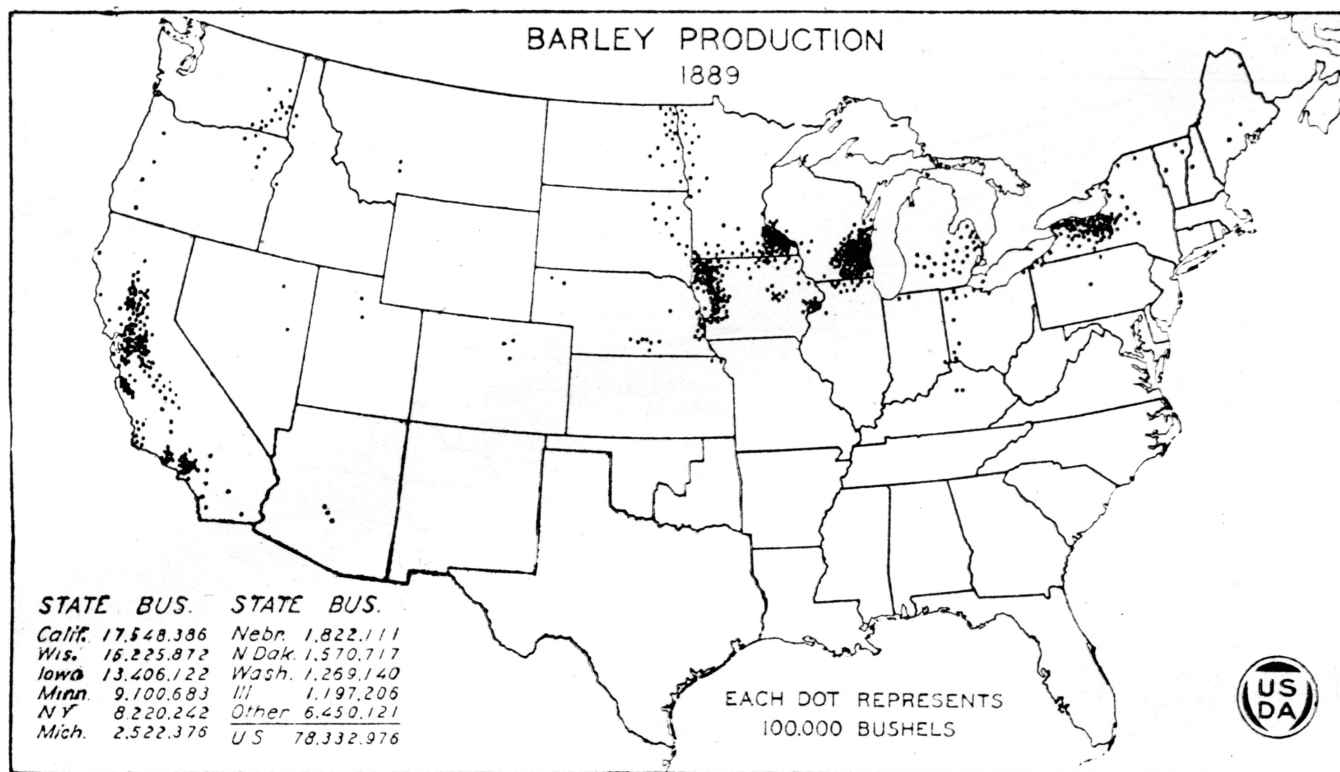 BARLEY PRODUCTION
1889
STATE BUS. STATE BUS.
Calif. 17,548,386 Nebr. 1,822,111
Wis. 15,225,872 N Dak. 1,570,717
Iowa 13,406,122 Wash. 1,269,140
Minn. 9,100,683 Ill 1,197,206
NY 8,220,242 Other 6,450,121
Mich. 2,522,376 US 78,332,976
EACH DOT REPRESENTS
100,000 BUSHELS
US
DA